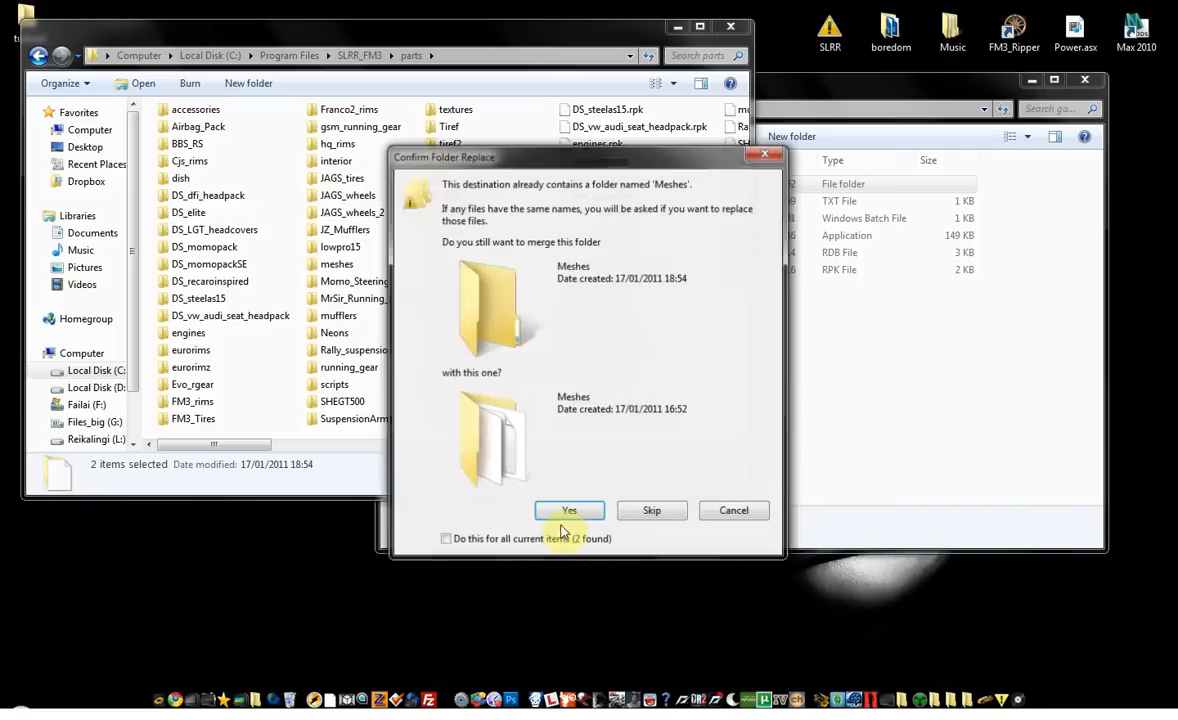 SLRR
boredom
Music
FM3_Ripper
Power.asx
Max 2010
Computer
Local Disk (C:)
Program Files
SLRR_FM3
parts
Search parts
Organize
Open
Burn
New folder
Favorites
Computer
Desktop
Recent Places
Dropbox
Libraries
Documents
Music
Pictures
Videos
Homegroup
Computer
Local Disk (C:
Local Disk (D:
Failai (F:)
Files_big (G:)
Reikalingi (L:)
accessories
Airbag_Pack
BBS_RS
Cjs_rims
dish
DS_dfi_headpack
DS_elite
DS_LGT_headcovers
DS_momopack
DS_momopackSE
DS_recaroinspired
DS_steelas15
DS_vw_audi_seat_headpack
engines
eurorims
eurorimz
Evo_rgear
FM3_rims
FM3_Tires
Franco2_rims
gsm_running_gear
hq_rims
interior
JAGS_tires
JAGS_wheels
JAGS_wheels_2
JZ_Mufflers
lowpro15
meshes
Momo_Steering
MrSir_Running_
mufflers
Neons
Rally_suspensio
running_gear
scripts
SHEGT500
SuspensionArm
textures
Tiref
tiref2
DS_steelas15.rpk
DS_vw_audi_seat_headpack.rpk
engines.rpk
mu
Ra
2 items selected Date modified: 17/01/2011 18:54
Confirm Folder Replace
This destination already contains a folder named 'Meshes'.
If any files have the same names, you will be asked if you want to replace
those files.
Do you still want to merge this folder
Meshes
Date created: 17/01/2011 18:54
with this one?
Meshes
Date created: 17/01/2011 16:52
Yes
Skip
Cancel
Do this for all current items (2 found)
Search ga...
New folder
Type
Size
File folder
TXT File 1 KB
Windows Batch File 1 KB
Application 149 KB
RDB File 3 KB
RPK File 2 KB